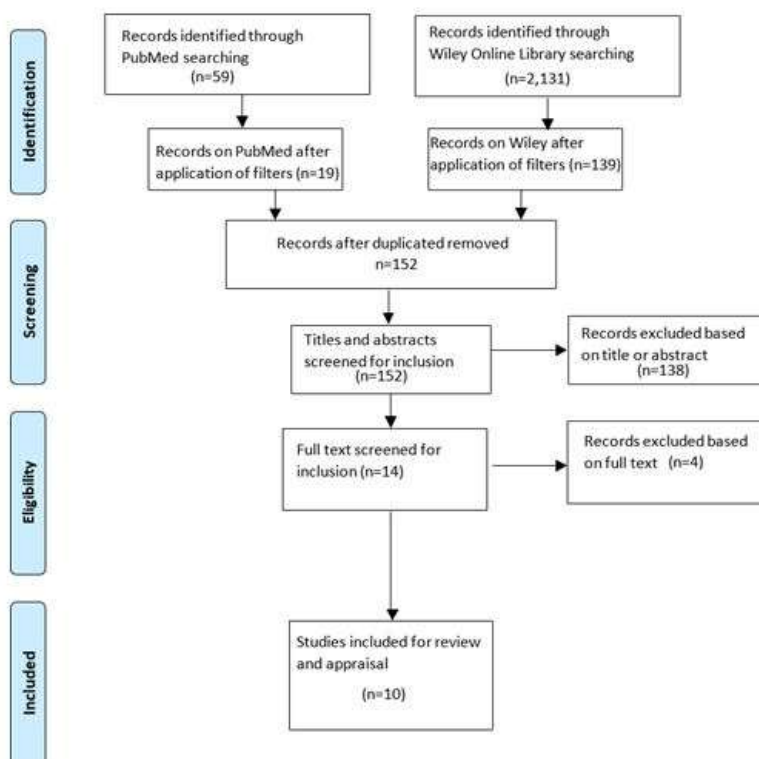 Identification
Records identified through
PubMed searching
(n=59)
Records identified through
Wiley Online Library searching
(n=2,131)
Records on PubMed after
application of filters (n=19)
Records on Wiley after
application of filters (n=139)
Screening
Records after duplicated removed
n=152
Titles and abstracts
screened for inclusion
(n=152)
Records excluded based
on title or abstract
(n=138)
Eligibility
Full text screened for
inclusion (n=14)
Records excluded based
on full text (n=4)
Included
Studies included for review
and appraisal
(n=10)